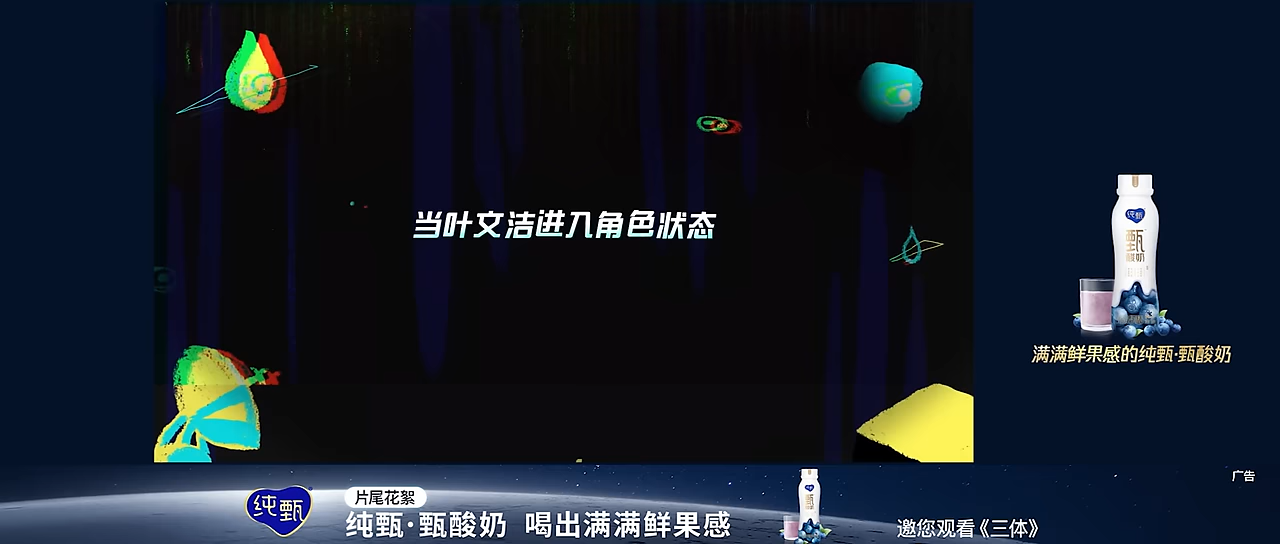 当叶文洁进入角色状态
纯甄
甄
酸奶
满满鲜果感的纯甄·甄酸奶
广告
纯甄
片尾花絮
纯甄·甄酸奶 喝出满满鲜果感
邀您观看《三体》